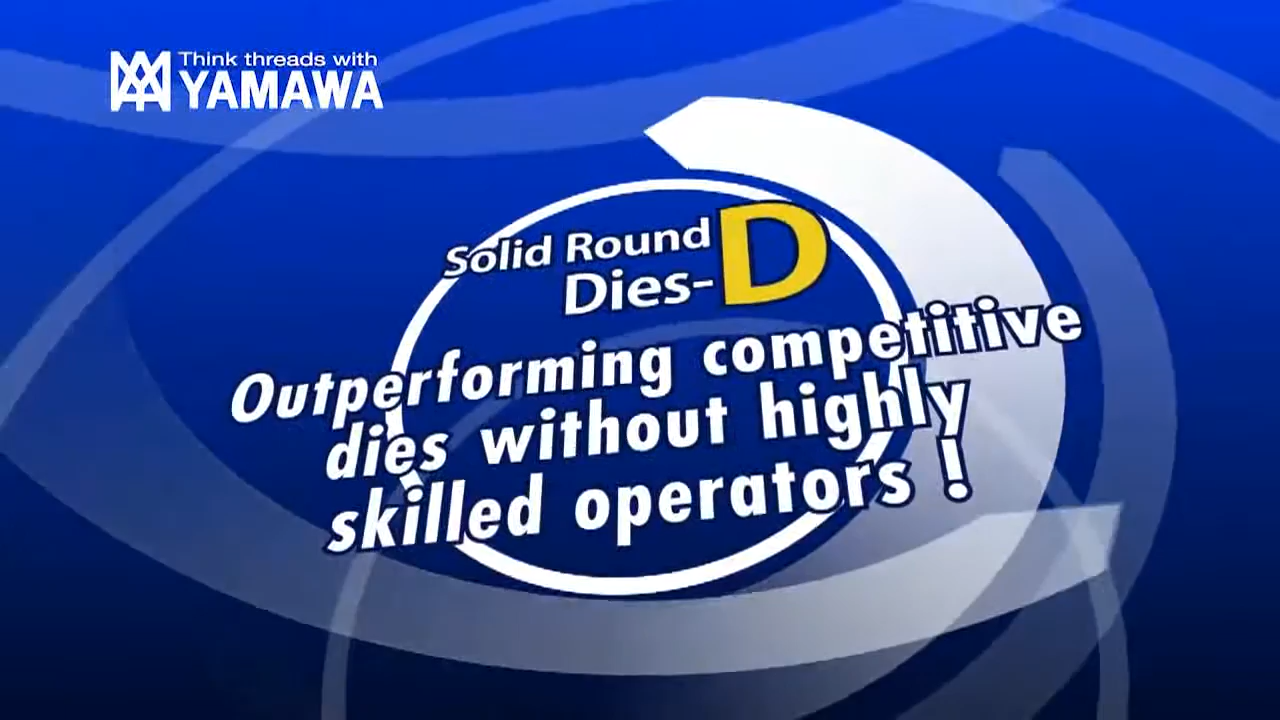 Think threads with
YAMAWA
Solid Round
Dies-D
Outperforming competitive
dies without highly
skilled operators !